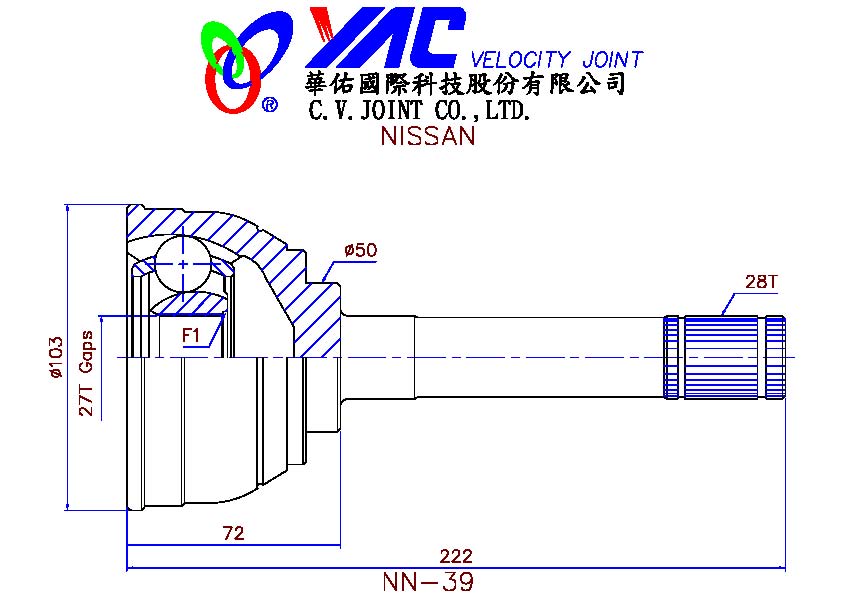 YAC VELOCITY JOINT
®
華佑國際科技股份有限公司
C.V.JOINT CO.,LTD.
NISSAN
ø50
28T
F1
ø103
27T Gaps
72
222
NN-39